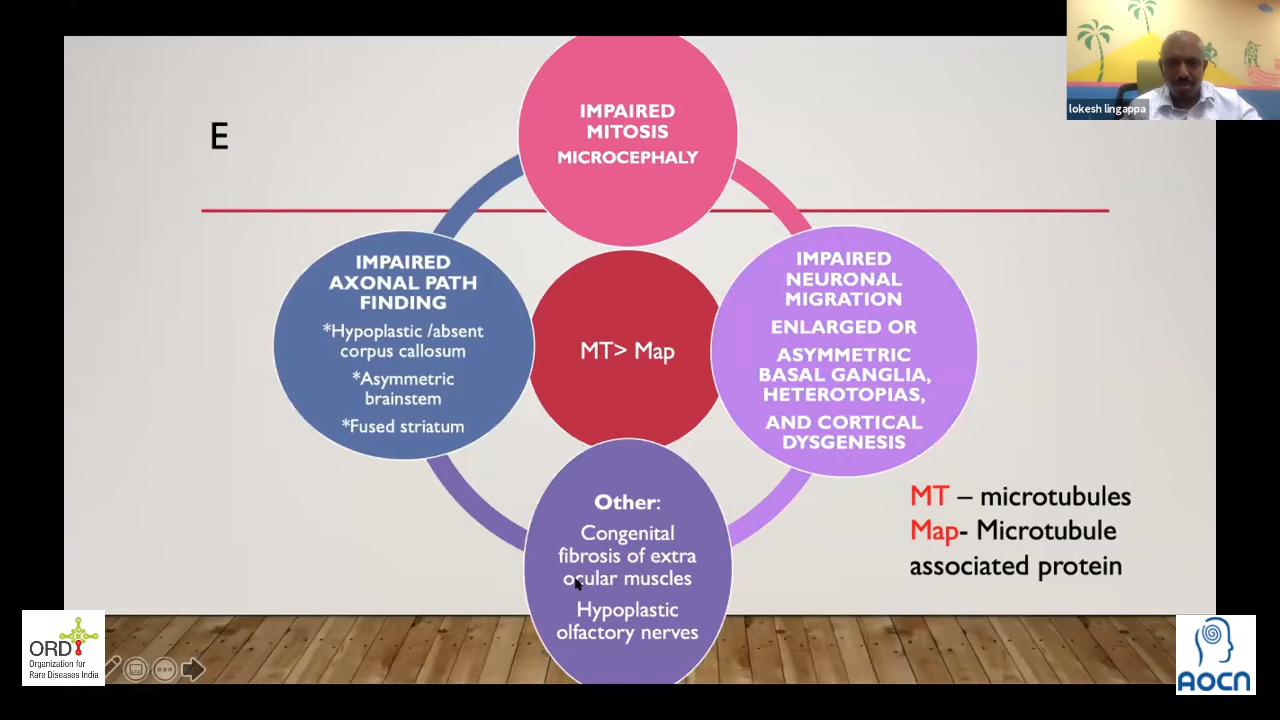 E
IMPAIRED
MITOSIS
MICROCEPHALY
IMPAIRED
AXONAL PATH
FINDING
*Hypoplastic /absent
corpus callosum
*Asymmetric
brainstem
*Fused striatum
MT> Map
IMPAIRED
NEURONAL
MIGRATION
ENLARGED OR
ASYMMETRIC
BASAL GANGLIA,
HETEROTOPIAS,
AND CORTICAL
DYSGENESIS
Other:
Congenital
fibrosis of extra
ocular muscles
Hypoplastic
olfactory nerves
MT – microtubules
Map- Microtubule
associated protein
lokesh lingappa
ORDI
Organization for
Rare Diseases India
AOCN